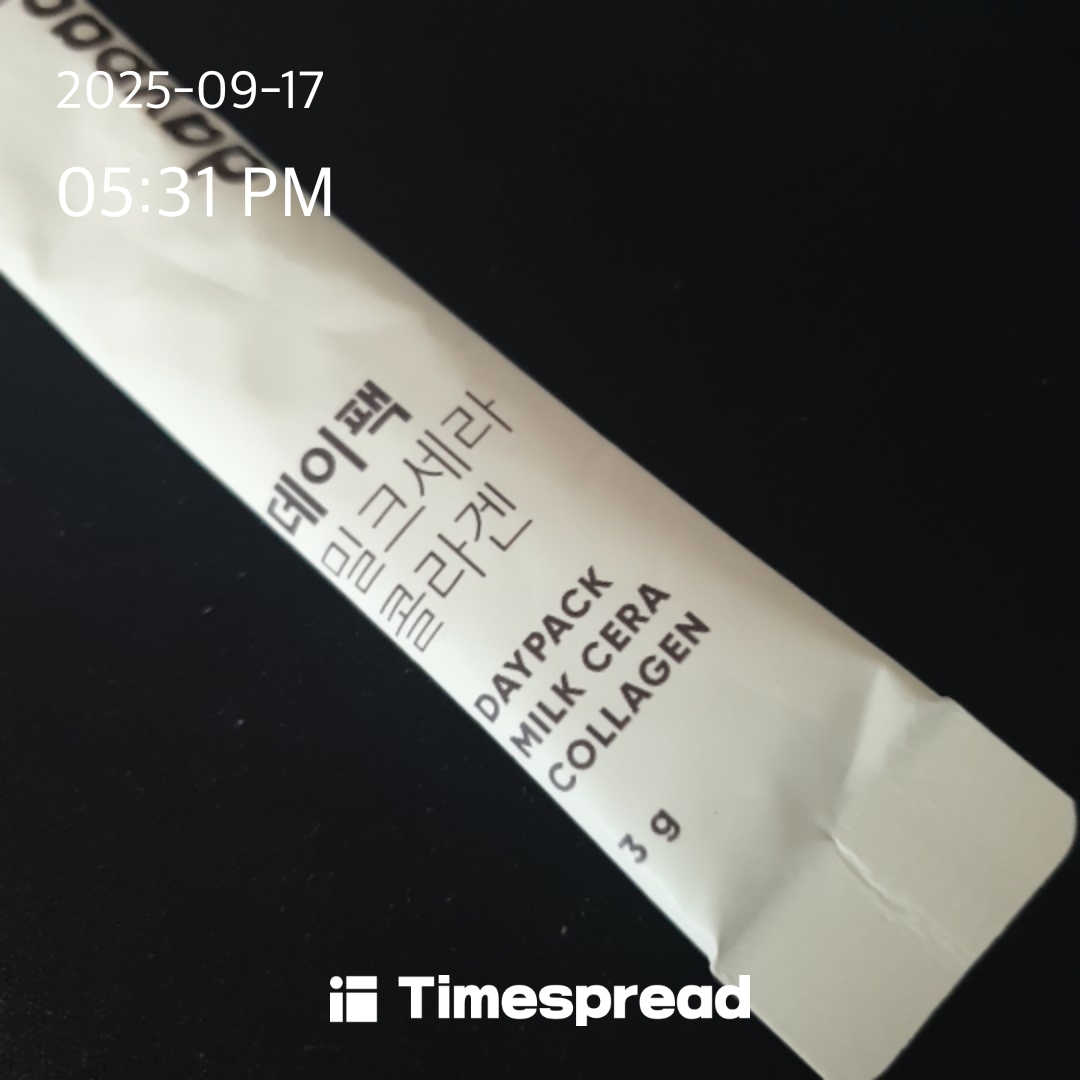 2025-09-17
05:31 PM
데이팩
밀크세라
콜라겐
DAYPACK
MILK CERA
COLLAGEN
3 g
Timespread